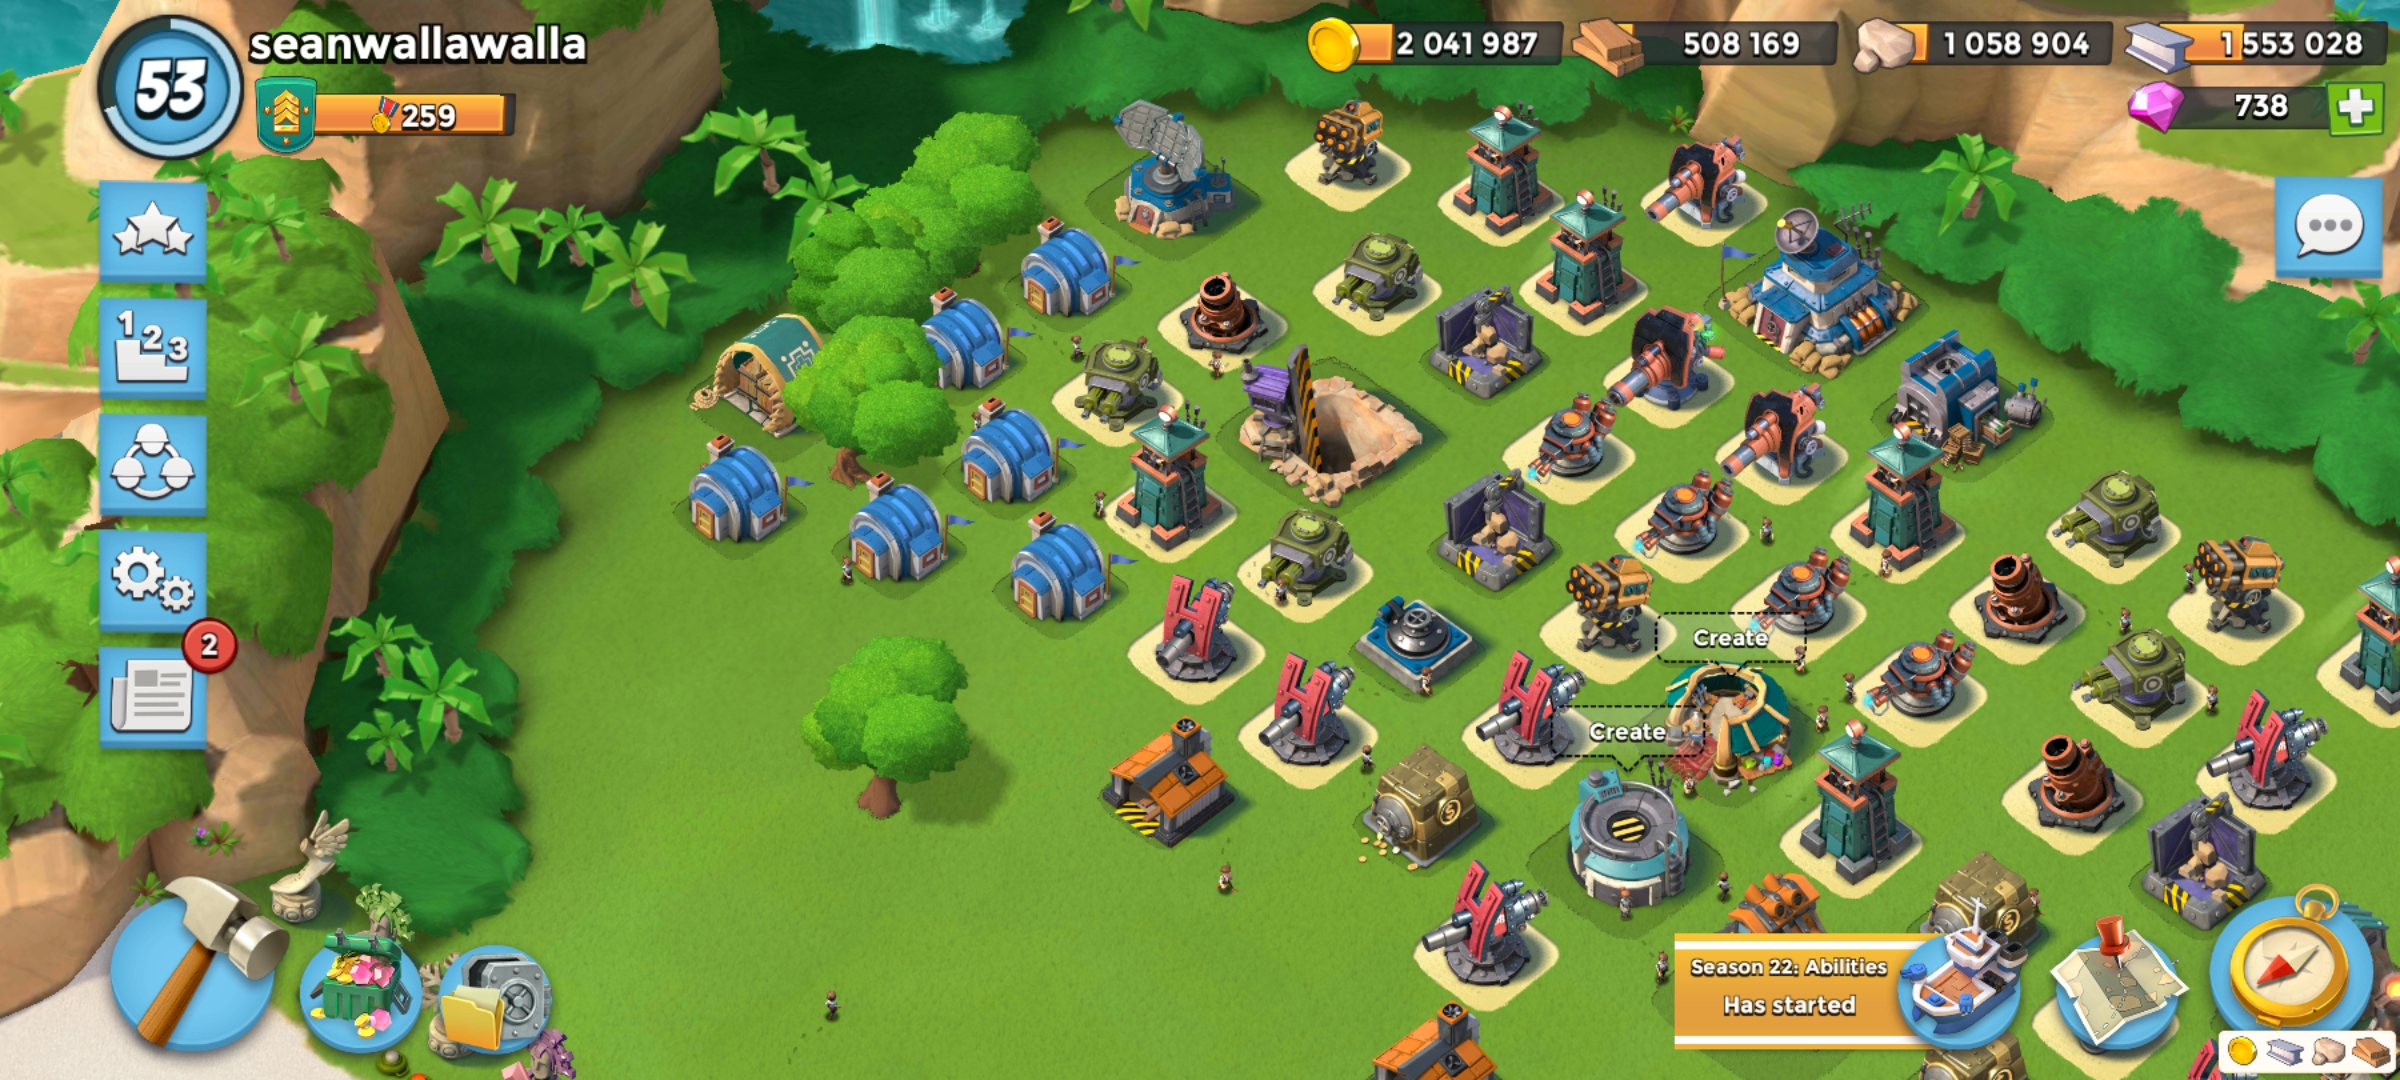 53
seanwallawalla
259
2 041 987
508 169
1 058 904
1 553 028
738
1 2 3
2
Create
Create
Season 22: Abilities
Has started